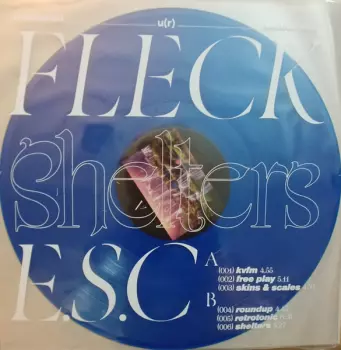 u(r)
FLECK
Shelters
E.S.C
A
(001) kvfm 4.55
(002) free play 5.11
(003) skins & scales
B
(004) roundup
(005) retrotonic
(006) shelters